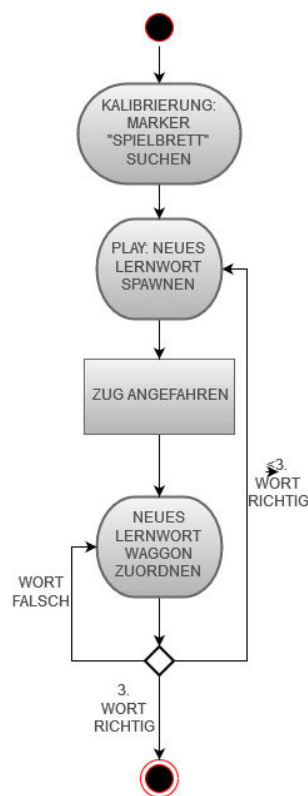 KALIBRIERUNG:
MARKER
"SPIELBRETT"
SUCHEN
PLAY: NEUES
LERNWORT
SPAWNEN
ZUG ANGEFAHREN
≤3.
WORT
RICHTIG
NEUES
LERNWORT
WAGGON
ZUORDNEN
WORT
FALSCH
3.
WORT
RICHTIG